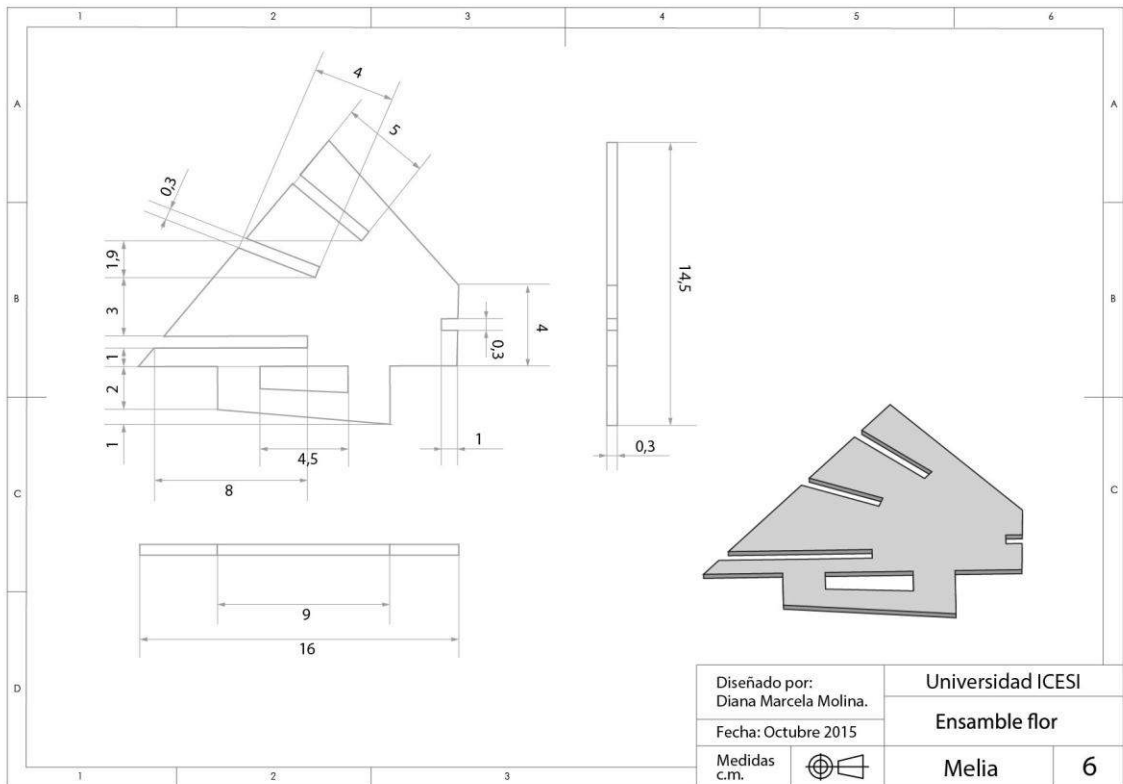 1 2 3 4 5 6
A A
4
5
0,3
1,9
14,5
B B
3
4
0,3
1
2
1
1
4,5
0,3
8
C C
9
16
Diseñado por:
Diana Marcela Molina.
Universidad ICESI
Fecha: Octubre 2015
Ensamble flor
D
Medidas
c.m.
Melia 6
1 2 3